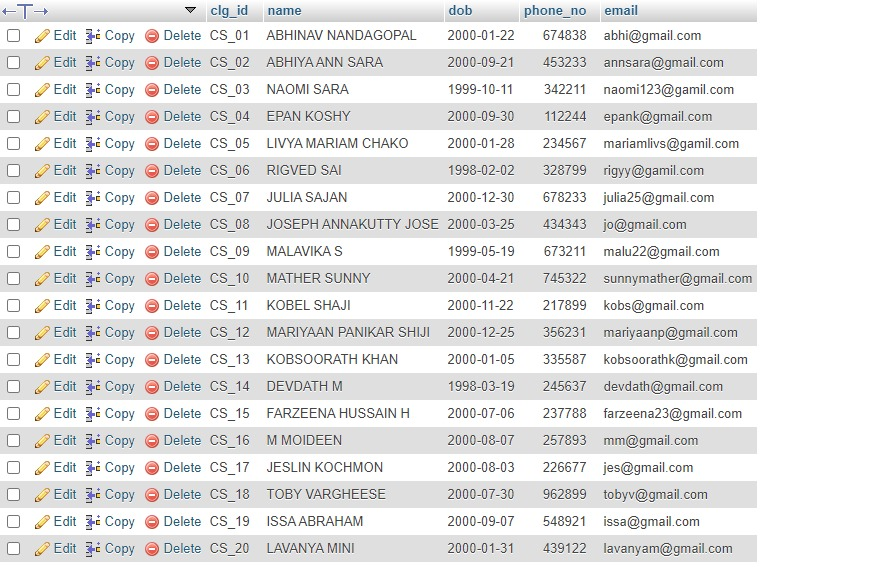 ←T→ clg_id name dob phone_no email
Edit Copy Delete CS_01 ABHINAV NANDAGOPAL 2000-01-22 674838 abhi@gmail.com
Edit Copy Delete CS_02 ABHIYA ANN SARA 2000-09-21 453233 annsara@gmail.com
Edit Copy Delete CS_03 NAOMI SARA 1999-10-11 342211 naomi123@gamil.com
Edit Copy Delete CS_04 EPAN KOSHY 2000-09-30 112244 epank@gmail.com
Edit Copy Delete CS_05 LIVYA MARIAM CHAKO 2000-01-28 234567 mariamlivs@gamil.com
Edit Copy Delete CS_06 RIGVED SAI 1998-02-02 328799 rigyy@gamil.com
Edit Copy Delete CS_07 JULIA SAJAN 2000-12-30 678233 julia25@gmail.com
Edit Copy Delete CS_08 JOSEPH ANNAKUTTY JOSE 2000-03-25 434343 jo@gmail.com
Edit Copy Delete CS_09 MALAVIKA S 1999-05-19 673211 malu22@gmail.com
Edit Copy Delete CS_10 MATHER SUNNY 2000-04-21 745322 sunnymather@gmail.com
Edit Copy Delete CS_11 KOBEL SHAJI 2000-11-22 217899 kobs@gmail.com
Edit Copy Delete CS_12 MARIYAAN PANIKAR SHIJI 2000-12-25 356231 mariyaanp@gmail.com
Edit Copy Delete CS_13 KOBSOORATH KHAN 2000-01-05 335587 kobsoorathk@gmail.com
Edit Copy Delete CS_14 DEVDATH M 1998-03-19 245637 devdath@gmail.com
Edit Copy Delete CS_15 FARZEENA HUSSAIN H 2000-07-06 237788 farzeena23@gmail.com
Edit Copy Delete CS_16 M MOIDEEN 2000-08-07 257893 mm@gmail.com
Edit Copy Delete CS_17 JESLIN KOCHMON 2000-08-03 226677 jes@gmail.com
Edit Copy Delete CS_18 TOBY VARGHEESE 2000-07-30 962899 tobyv@gmail.com
Edit Copy Delete CS_19 ISSA ABRAHAM 2000-09-07 548921 issa@gmail.com
Edit Copy Delete CS_20 LAVANYA MINI 2000-01-31 439122 lavanyam@gmail.com